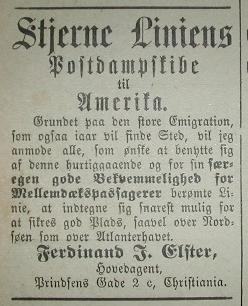 Stjerne Liniens
Postdampskibe
til
Amerika.
Grundet paa den store Emigration,
som ogsaa iaar vil finde Sted, vil jeg
anmode alle, som ønske at benytte sig
af denne hurtiggaaende og for sin sær-
egen gode Bekvemmelighed for
Mellemdækspassagerer berømte Li-
nie, at indtegne sig snarest mulig for
at sikres god Plads, saavel over Nord-
søen som over Atlanterhavet.
Ferdinand J. Elster,
Hovedagent,
Prindsens Gade 2 c, Christiania.